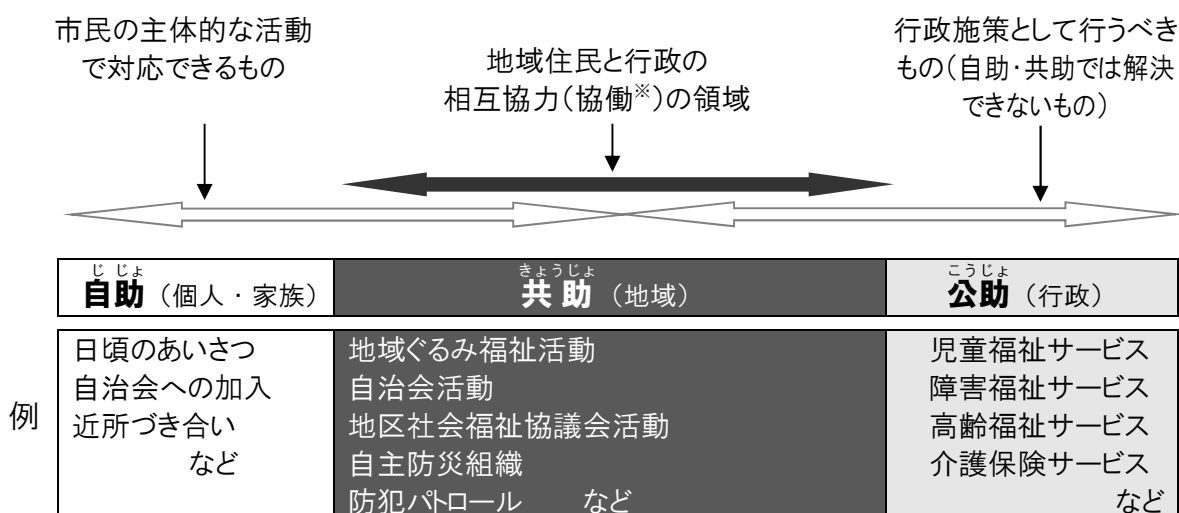 市民の主体的な活動
で対応できるもの
地域住民と行政の
相互協力(協働※)の領域
行政施策として行うべき
もの(自助・共助では解決
できないもの)
じじょ
自助(個人・家族)
きょうじょ
共助(地域)
こうじょ
公助(行政)
例
日頃のあいさつ
自治会への加入
近所づき合い
など
地域ぐるみ福祉活動
自治会活動
地区社会福祉協議会活動
自主防災組織
防犯パトロール など
児童福祉サービス
障害福祉サービス
高齢福祉サービス
介護保険サービス
など